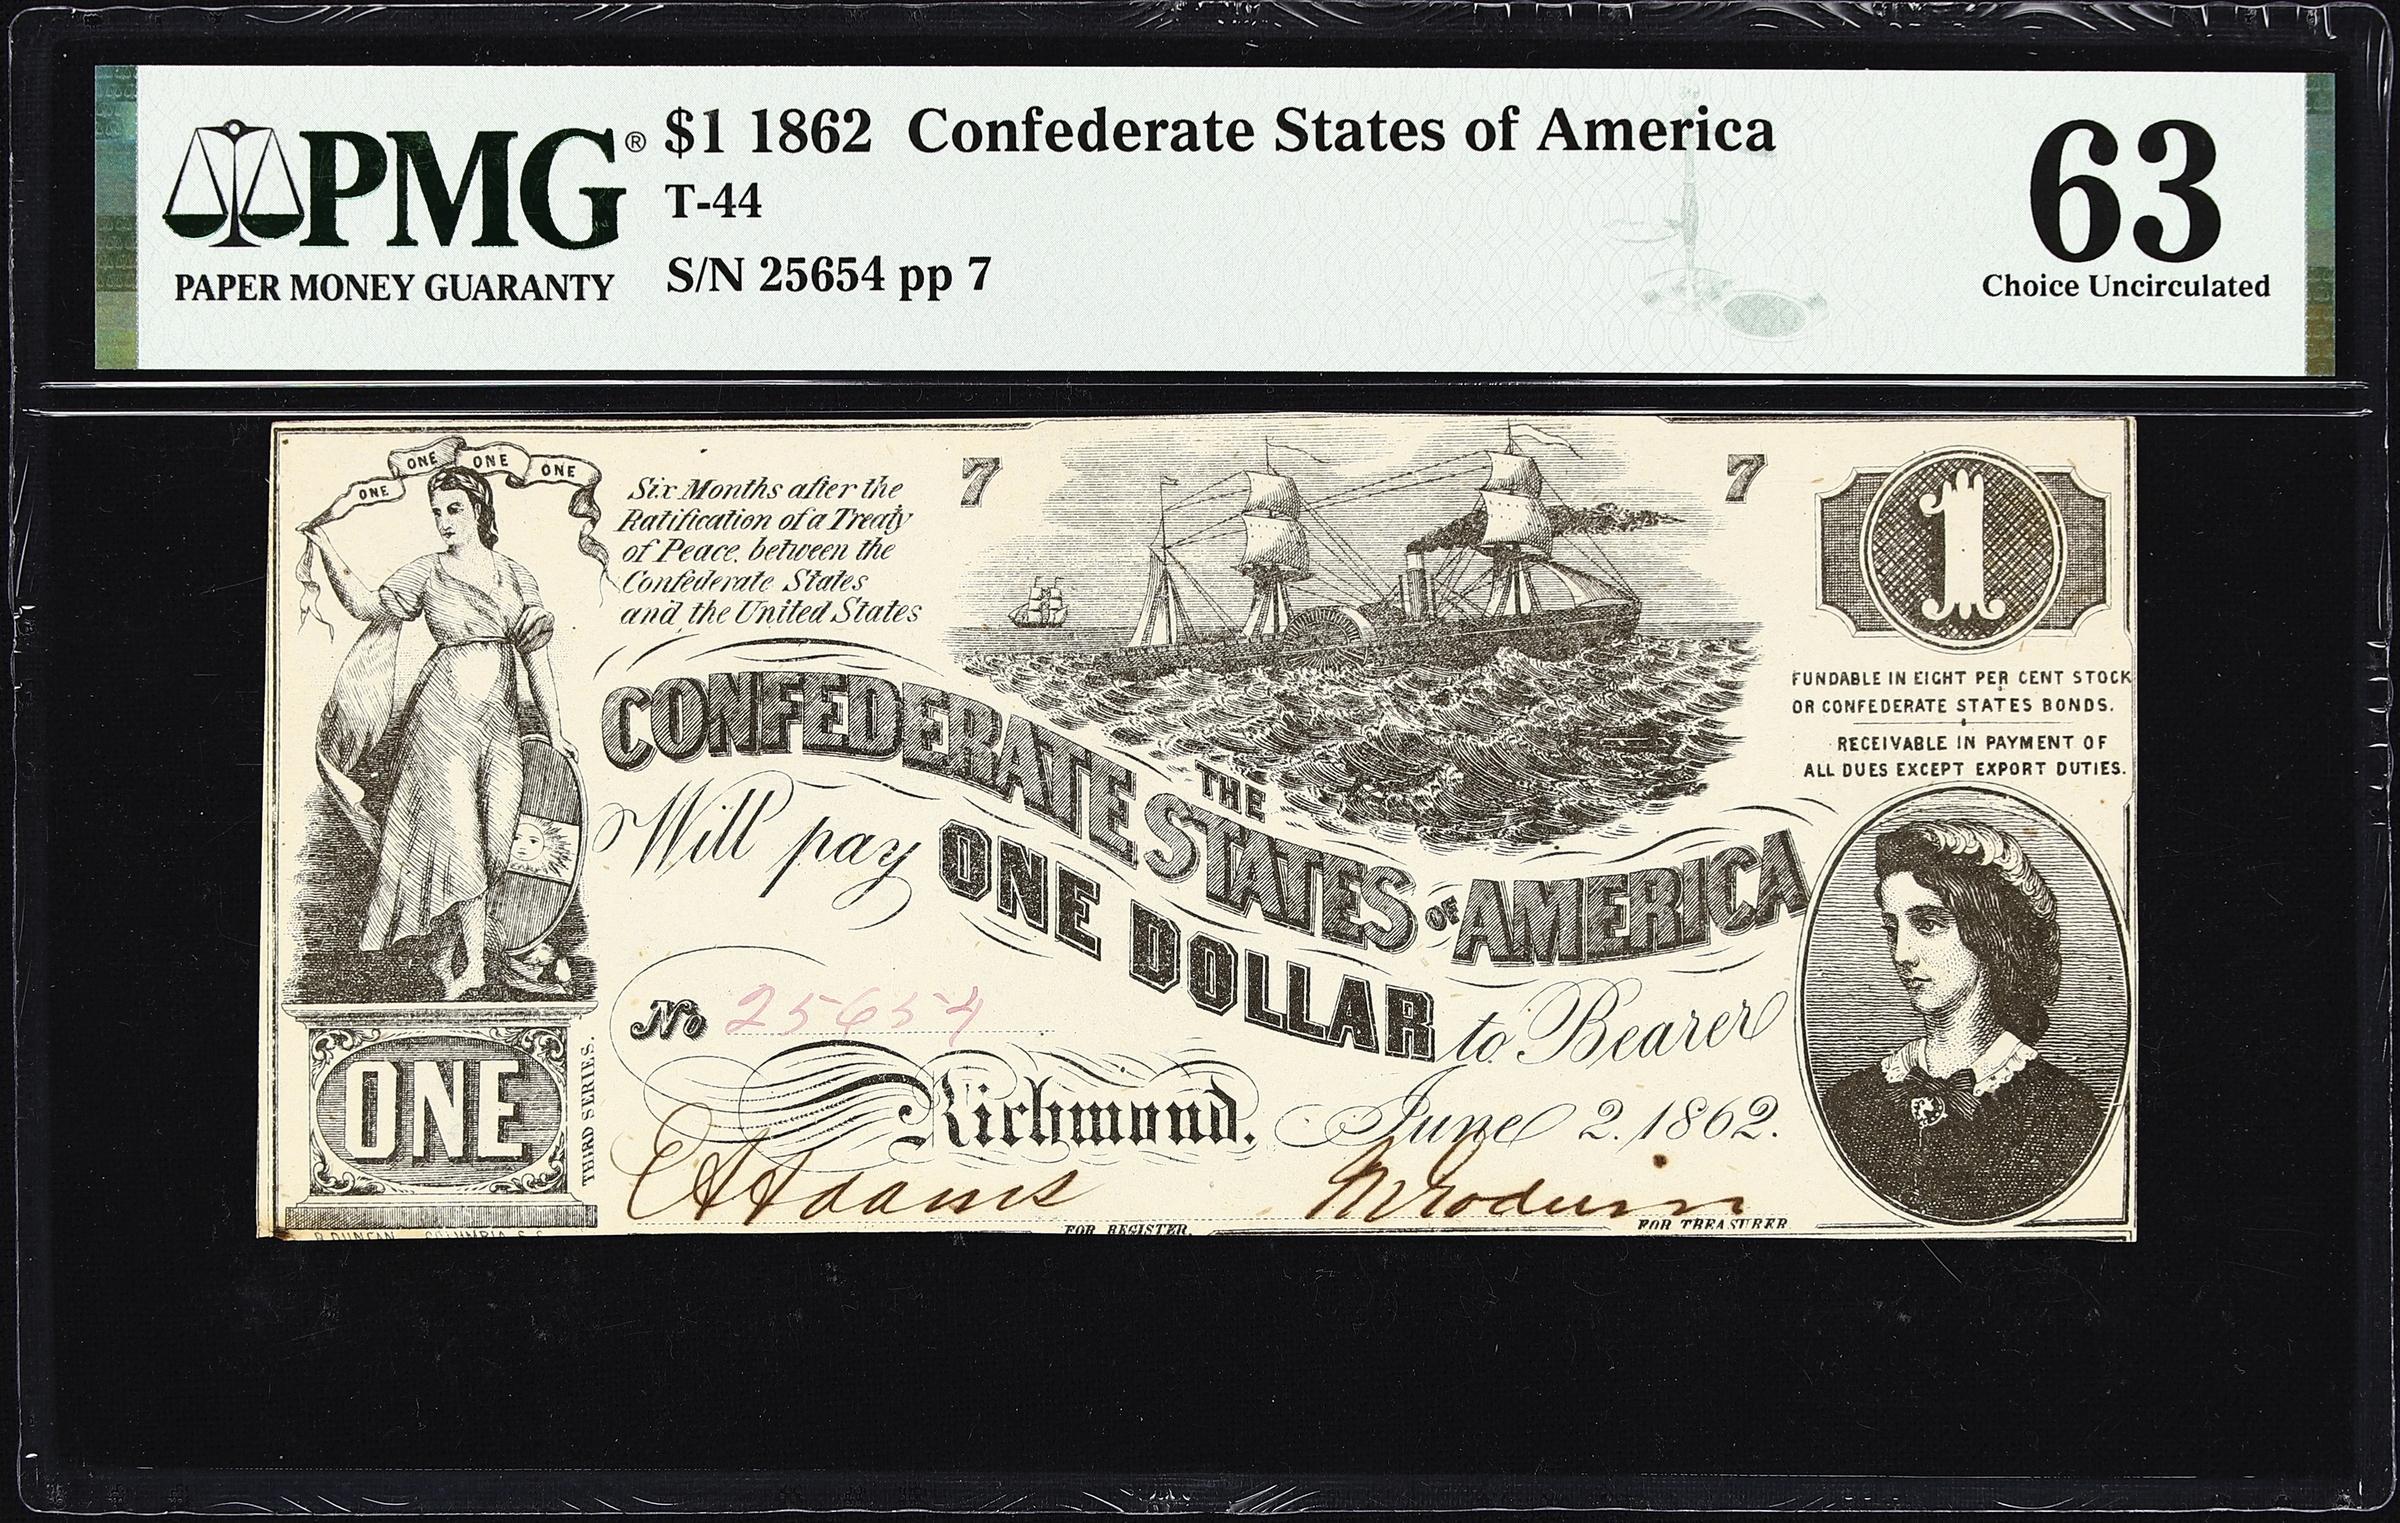 PMG®
PAPER MONEY GUARANTY
$1 1862 Confederate States of America
T-44
S/N 25654 pp 7
63
Choice Uncirculated
ONE ONE ONE ONE
Six Months after the
Ratification of a Treaty
of Peace. between the
Confederate States
and the United States
7
7
1
FUNDABLE IN EIGHT PER CENT STOCK
OR CONFEDERATE STATES BONDS.
RECEIVABLE IN PAYMENT OF
ALL DUES EXCEPT EXPORT DUTIES.
THE
CONFEDERATE STATES OF AMERICA
Will pay ONE DOLLAR to Bearer
No 25654
Richmond, June 2. 1862.
ONE
THIRD SERIES.
FOR REGISTER.
FOR TREASURER
B. DUNCAN COLUMBIA S.C.